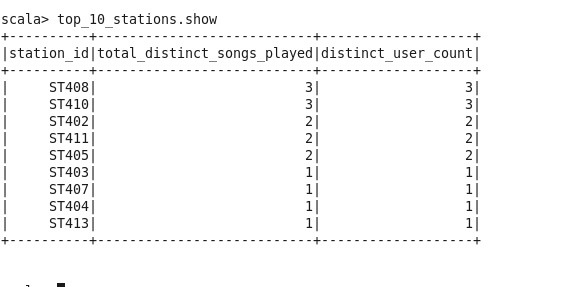 scala> top_10_stations.show
+----------+--------------------------+-------------------+
|station_id|total_distinct_songs_played|distinct_user_count|
+----------+--------------------------+-------------------+
|     ST408|                          3|                  3|
|     ST410|                          3|                  3|
|     ST402|                          2|                  2|
|     ST411|                          2|                  2|
|     ST405|                          2|                  2|
|     ST403|                          1|                  1|
|     ST407|                          1|                  1|
|     ST404|                          1|                  1|
|     ST413|                          1|                  1|
+----------+--------------------------+-------------------+